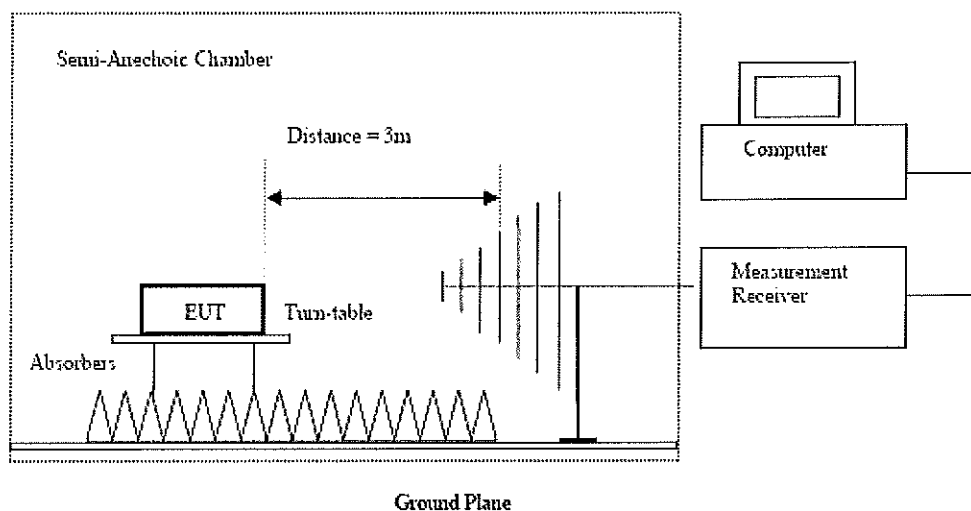 Semi-Anechoic Chamber
Distance = 3m
Computer
Measurement
Receiver
EUT
Turn-table
Absorbers
Ground Plane